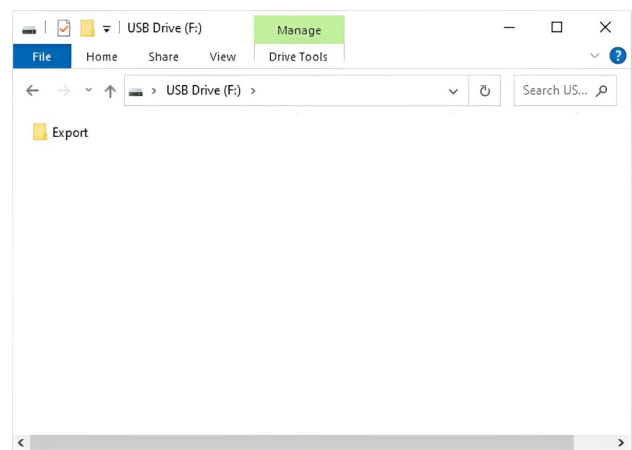 USB Drive (F:)
Manage
File
Home
Share
View
Drive Tools
?
USB Drive (F:)
Search US...
Export